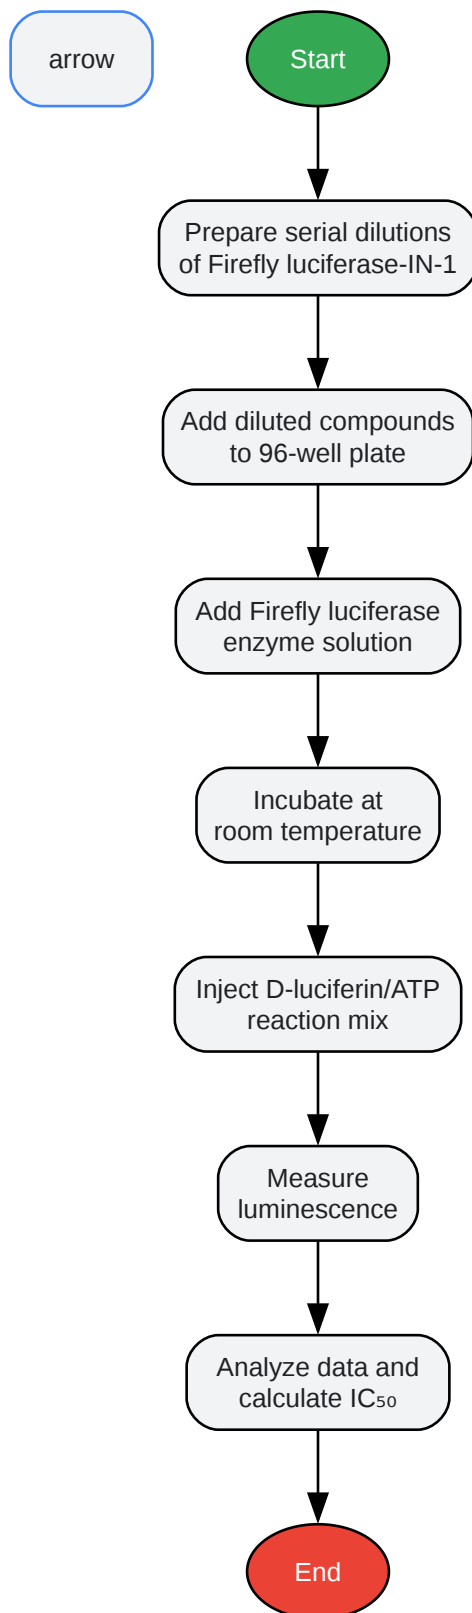 arrow
Start
Prepare serial dilutions
of Firefly luciferase-IN-1
Add diluted compounds
to 96-well plate
Add Firefly luciferase
enzyme solution
Incubate at
room temperature
Inject D-luciferin/ATP
reaction mix
Measure
luminescence
Analyze data and
calculate IC₅₀
End